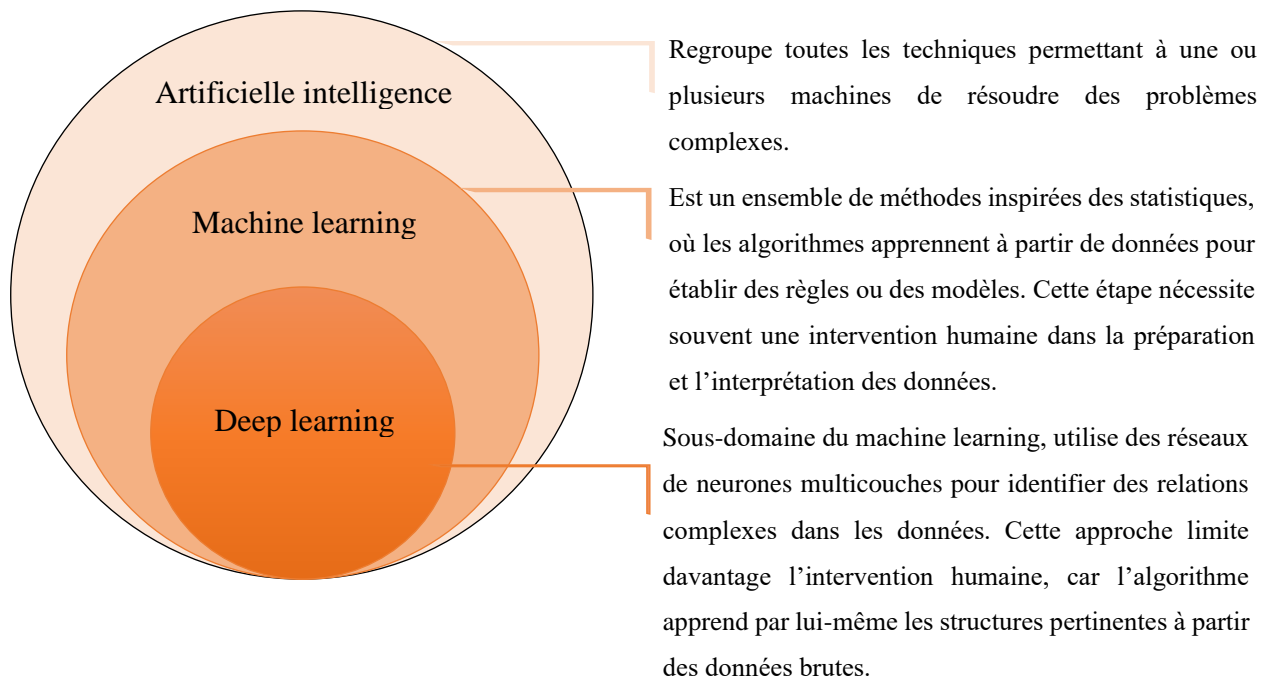 Artificielle intelligence
Regroupe toutes les techniques permettant à une ou
plusieurs machines de résoudre des problèmes
complexes.
Machine learning
Est un ensemble de méthodes inspirées des statistiques,
où les algorithmes apprennent à partir de données pour
établir des règles ou des modèles. Cette étape nécessite
souvent une intervention humaine dans la préparation
et l’interprétation des données.
Deep learning
Sous-domaine du machine learning, utilise des réseaux
de neurones multicouches pour identifier des relations
complexes dans les données. Cette approche limite
davantage l’intervention humaine, car l’algorithme
apprend par lui-même les structures pertinentes à partir
des données brutes.